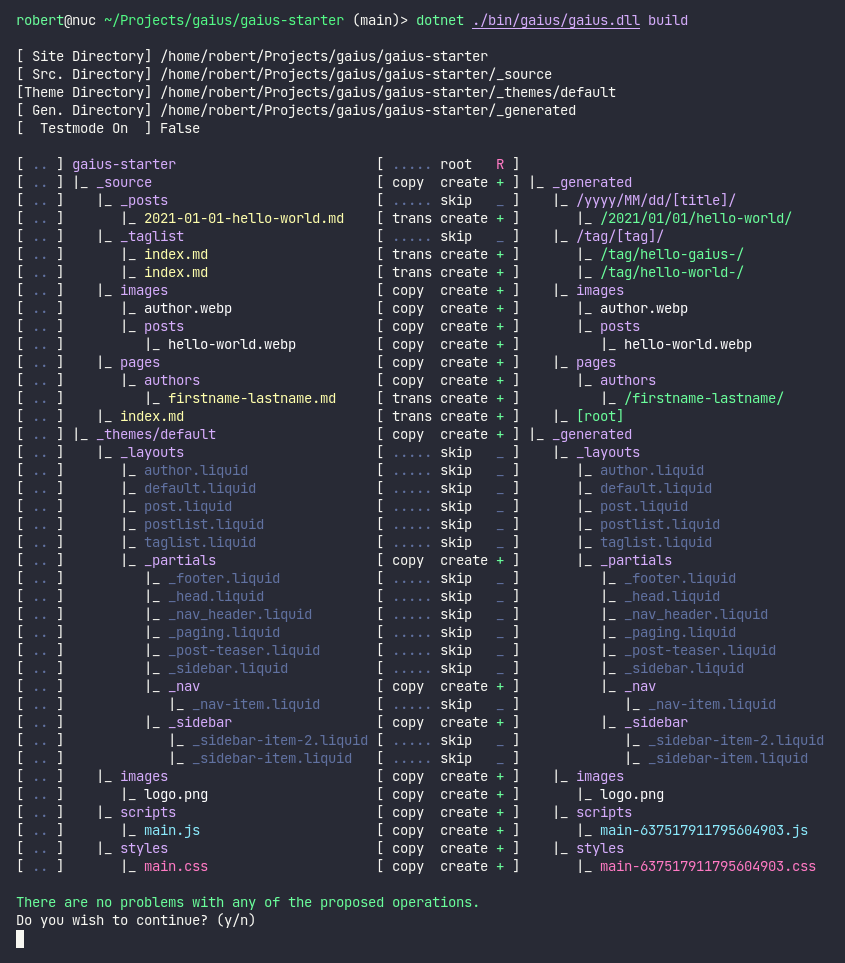 robert@nuc ~/Projects/gaius/gaius-starter (main)> dotnet ./bin/gaius/gaius.dll build
[ Site Directory] /home/robert/Projects/gaius/gaius-starter
[ Src. Directory] /home/robert/Projects/gaius/gaius-starter/_source
[Theme Directory] /home/robert/Projects/gaius/gaius-starter/_themes/default
[ Gen. Directory] /home/robert/Projects/gaius/gaius-starter/_generated
[  Testmode On  ] False
[ .. ] gaius-starter                         [ ..... root   R ]
[ .. ] |_ _source                            [ copy  create + ] |_ _generated
[ .. ]    |_ _posts                          [ ..... skip   _ ]    |_ /yyyy/MM/dd/[title]/
[ .. ]       |_ 2021-01-01-hello-world.md    [ trans create + ]       |_ /2021/01/01/hello-world/
[ .. ]    |_ _taglist                        [ ..... skip   _ ]    |_ /tag/[tag]/
[ .. ]       |_ index.md                     [ trans create + ]       |_ /tag/hello-gaius-/
[ .. ]       |_ index.md                     [ trans create + ]       |_ /tag/hello-world-/
[ .. ]    |_ images                          [ copy  create + ]    |_ images
[ .. ]       |_ author.webp                  [ copy  create + ]       |_ author.webp
[ .. ]       |_ posts                        [ copy  create + ]       |_ posts
[ .. ]          |_ hello-world.webp          [ copy  create + ]          |_ hello-world.webp
[ .. ]    |_ pages                           [ copy  create + ]    |_ pages
[ .. ]       |_ authors                      [ copy  create + ]       |_ authors
[ .. ]          |_ firstname-lastname.md     [ trans create + ]          |_ /firstname-lastname/
[ .. ]    |_ index.md                        [ trans create + ]    |_ [root]
[ .. ] |_ _themes/default                    [ copy  create + ] |_ _generated
[ .. ]    |_ _layouts                        [ ..... skip   _ ]    |_ _layouts
[ .. ]       |_ author.liquid                [ ..... skip   _ ]       |_ author.liquid
[ .. ]       |_ default.liquid               [ ..... skip   _ ]       |_ default.liquid
[ .. ]       |_ post.liquid                  [ ..... skip   _ ]       |_ post.liquid
[ .. ]       |_ postlist.liquid              [ ..... skip   _ ]       |_ postlist.liquid
[ .. ]       |_ taglist.liquid               [ ..... skip   _ ]       |_ taglist.liquid
[ .. ]       |_ _partials                    [ copy  create + ]       |_ _partials
[ .. ]          |_ _footer.liquid            [ ..... skip   _ ]          |_ _footer.liquid
[ .. ]          |_ _head.liquid              [ ..... skip   _ ]          |_ _head.liquid
[ .. ]          |_ _nav_header.liquid        [ ..... skip   _ ]          |_ _nav_header.liquid
[ .. ]          |_ _paging.liquid            [ ..... skip   _ ]          |_ _paging.liquid
[ .. ]          |_ _post-teaser.liquid       [ ..... skip   _ ]          |_ _post-teaser.liquid
[ .. ]          |_ _sidebar.liquid           [ ..... skip   _ ]          |_ _sidebar.liquid
[ .. ]          |_ _nav                      [ copy  create + ]          |_ _nav
[ .. ]             |_ _nav-item.liquid       [ ..... skip   _ ]             |_ _nav-item.liquid
[ .. ]          |_ _sidebar                  [ copy  create + ]          |_ _sidebar
[ .. ]             |_ _sidebar-item-2.liquid [ ..... skip   _ ]             |_ _sidebar-item-2.liquid
[ .. ]             |_ _sidebar-item.liquid   [ ..... skip   _ ]             |_ _sidebar-item.liquid
[ .. ]    |_ images                          [ copy  create + ]    |_ images
[ .. ]       |_ logo.png                     [ copy  create + ]       |_ logo.png
[ .. ]    |_ scripts                         [ copy  create + ]    |_ scripts
[ .. ]       |_ main.js                      [ copy  create + ]       |_ main-637517911795604903.js
[ .. ]    |_ styles                          [ copy  create + ]    |_ styles
[ .. ]       |_ main.css                     [ copy  create + ]       |_ main-637517911795604903.css
There are no problems with any of the proposed operations.
Do you wish to continue? (y/n)